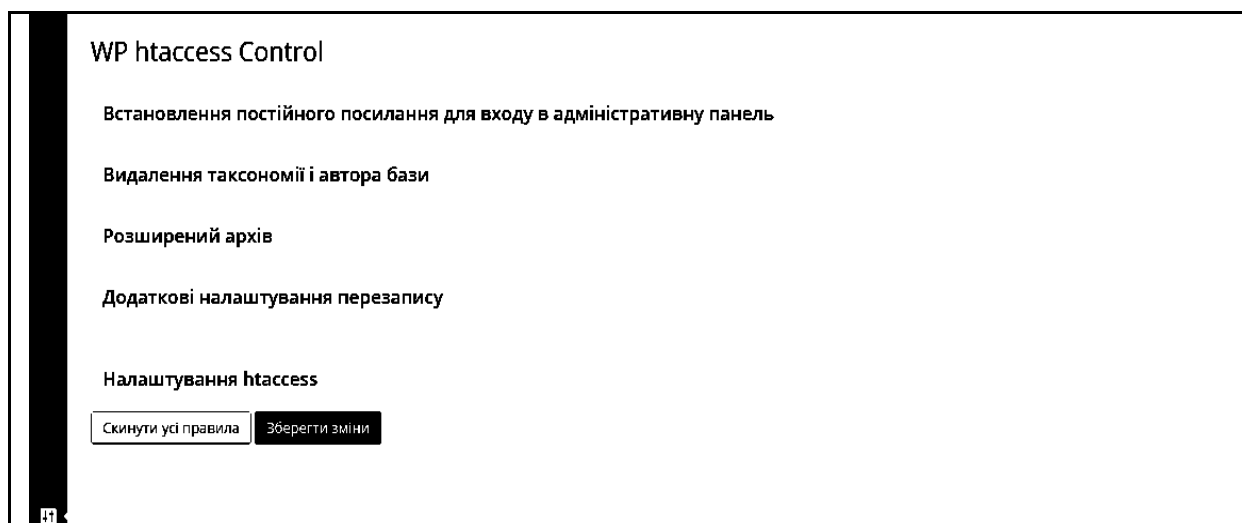 WP htaccess Control
Встановлення постійного посилання для входу в адміністративну панель
Видалення таксономії і автора бази
Розширений архів
Додаткові налаштування перезапису
Налаштування htaccess
Скинути усі правила Зберегти зміни